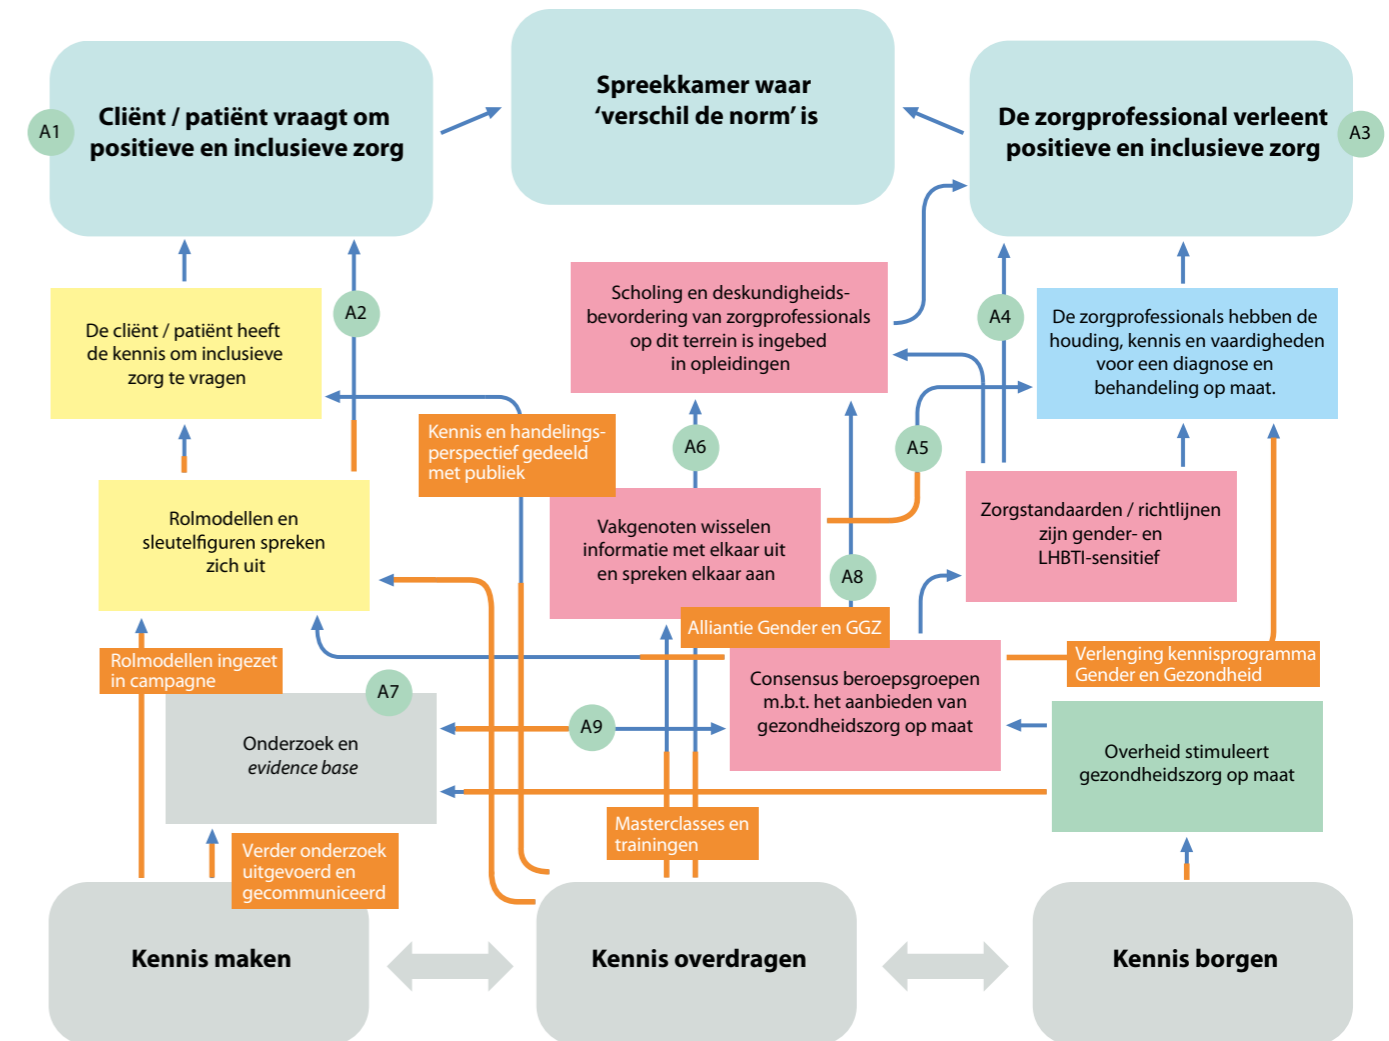 A1
Cliënt / patiënt vraagt om
positieve en inclusieve zorg
Spreekkamer waar
'verschil de norm' is
De zorgprofessional verleent
positieve en inclusieve zorg
A3
De cliënt / patiënt heeft
de kennis om inclusieve
zorg te vragen
A2
Scholing en deskundigheids-
bevordering van zorgprofessionals
op dit terrein is ingebed
in opleidingen
A4
De zorgprofessionals hebben de
houding, kennis en vaardigheden
voor een diagnose en
behandeling op maat.
Kennis en handelings-
perspectief gedeeld
met publiek
A6
A5
Rolmodellen en
sleutelfiguren spreken
zich uit
Vakgenoten wisselen
informatie met elkaar uit
en spreken elkaar aan
A8
Zorgstandaarden / richtlijnen
zijn gender- en
LHBTI-sensitief
Alliantie Gender en GGZ
Rolmodellen ingezet
in campagne
A7
Consensus beroepsgroepen
m.b.t. het aanbieden van
gezondheidszorg op maat
Verlenging kennisprogramma
Gender en Gezondheid
A9
Onderzoek en
evidence base
Overheid stimuleert
gezondheidszorg op maat
Masterclasses en
trainingen
Verder onderzoek
uitgevoerd en
gecommuniceerd
Kennis maken
Kennis overdragen
Kennis borgen